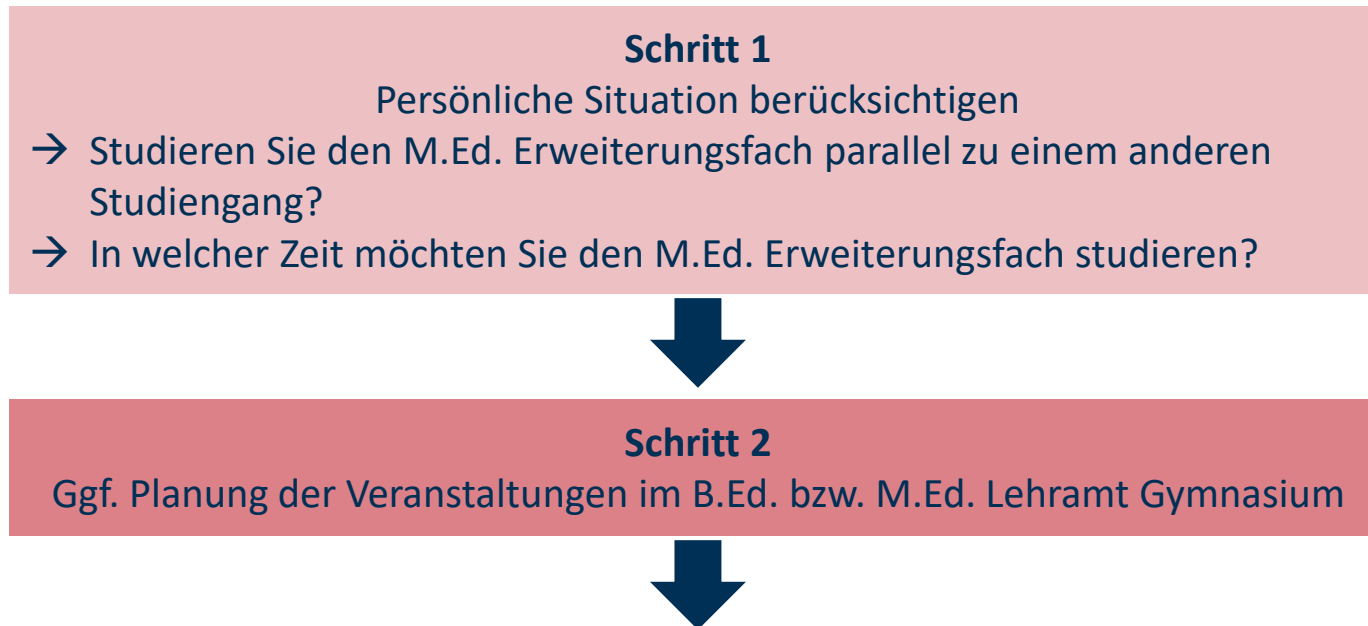 Schritt 1
Persönliche Situation berücksichtigen
→ Studieren Sie den M.Ed. Erweiterungsfach parallel zu einem anderen
Studiengang?
→ In welcher Zeit möchten Sie den M.Ed. Erweiterungsfach studieren?
Schritt 2
Ggf. Planung der Veranstaltungen im B.Ed. bzw. M.Ed. Lehramt Gymnasium